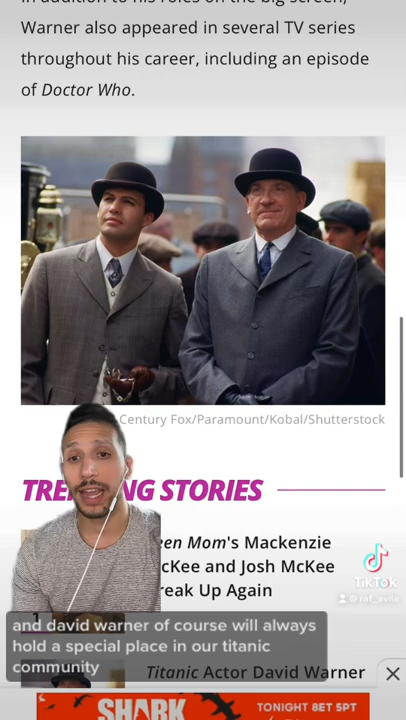 Warner also appeared in several TV series
throughout his career, including an episode
of Doctor Who.
Century Fox/Paramount/Kobal/Shutterstock
TRE NG STORIES
een Mom's Mackenzie
cKee and Josh McKee
reak Up Again
TikTok
and david warner of course will always
hold a special place in our titanic
community
Titanic Actor David Warner
SHARK
TONIGHT 8ET 5PT